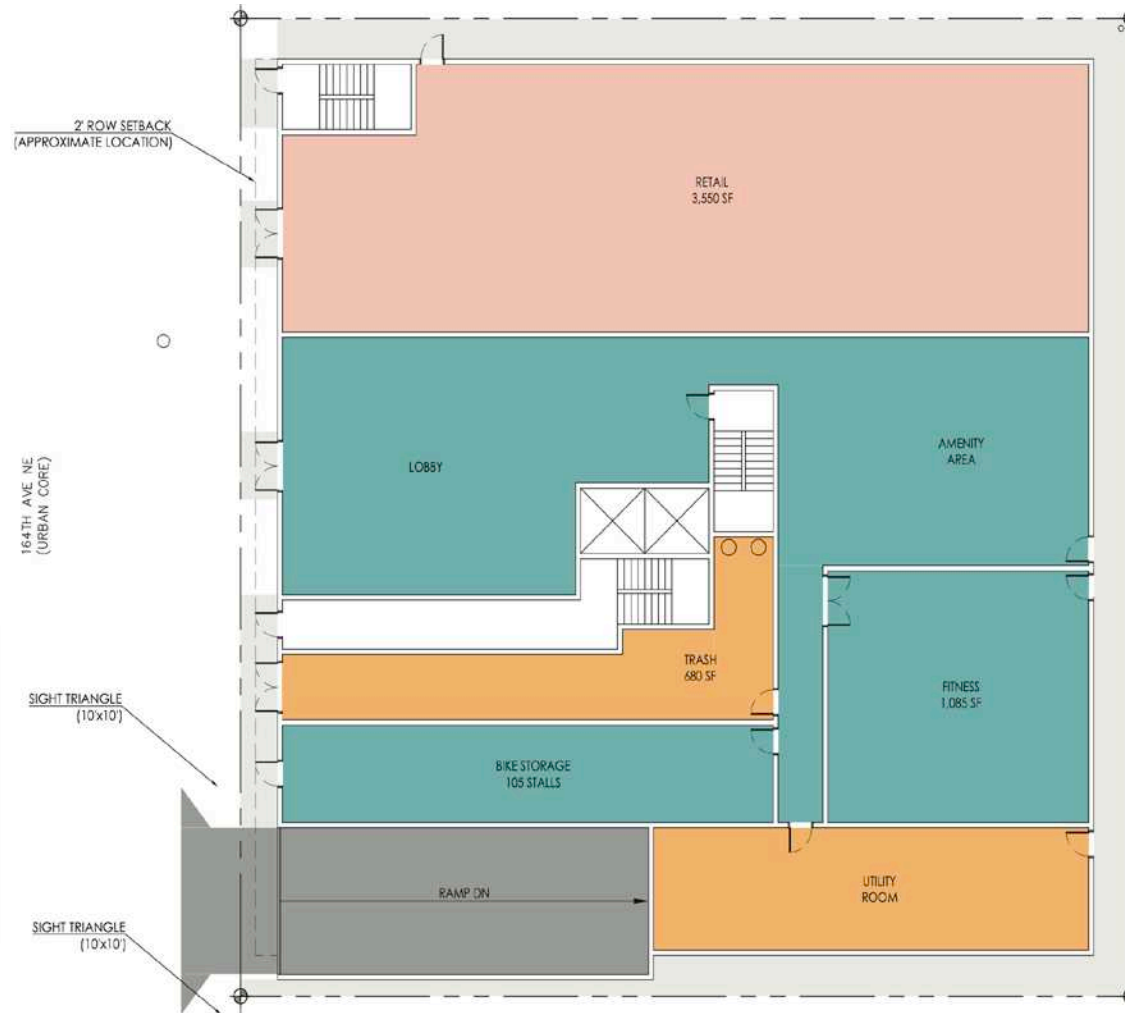 2' ROW SETBACK
(APPROXIMATE LOCATION)
RETAIL
3,550 SF
164TH AVE NE
(URBAN CORE)
LOBBY
AMENITY
AREA
TRASH
680 SF
FITNESS
1,085 SF
SIGHT TRIANGLE
(10'x10')
BIKE STORAGE
105 STALLS
RAMP DN
UTILITY
ROOM
SIGHT TRIANGLE
(10'x10')